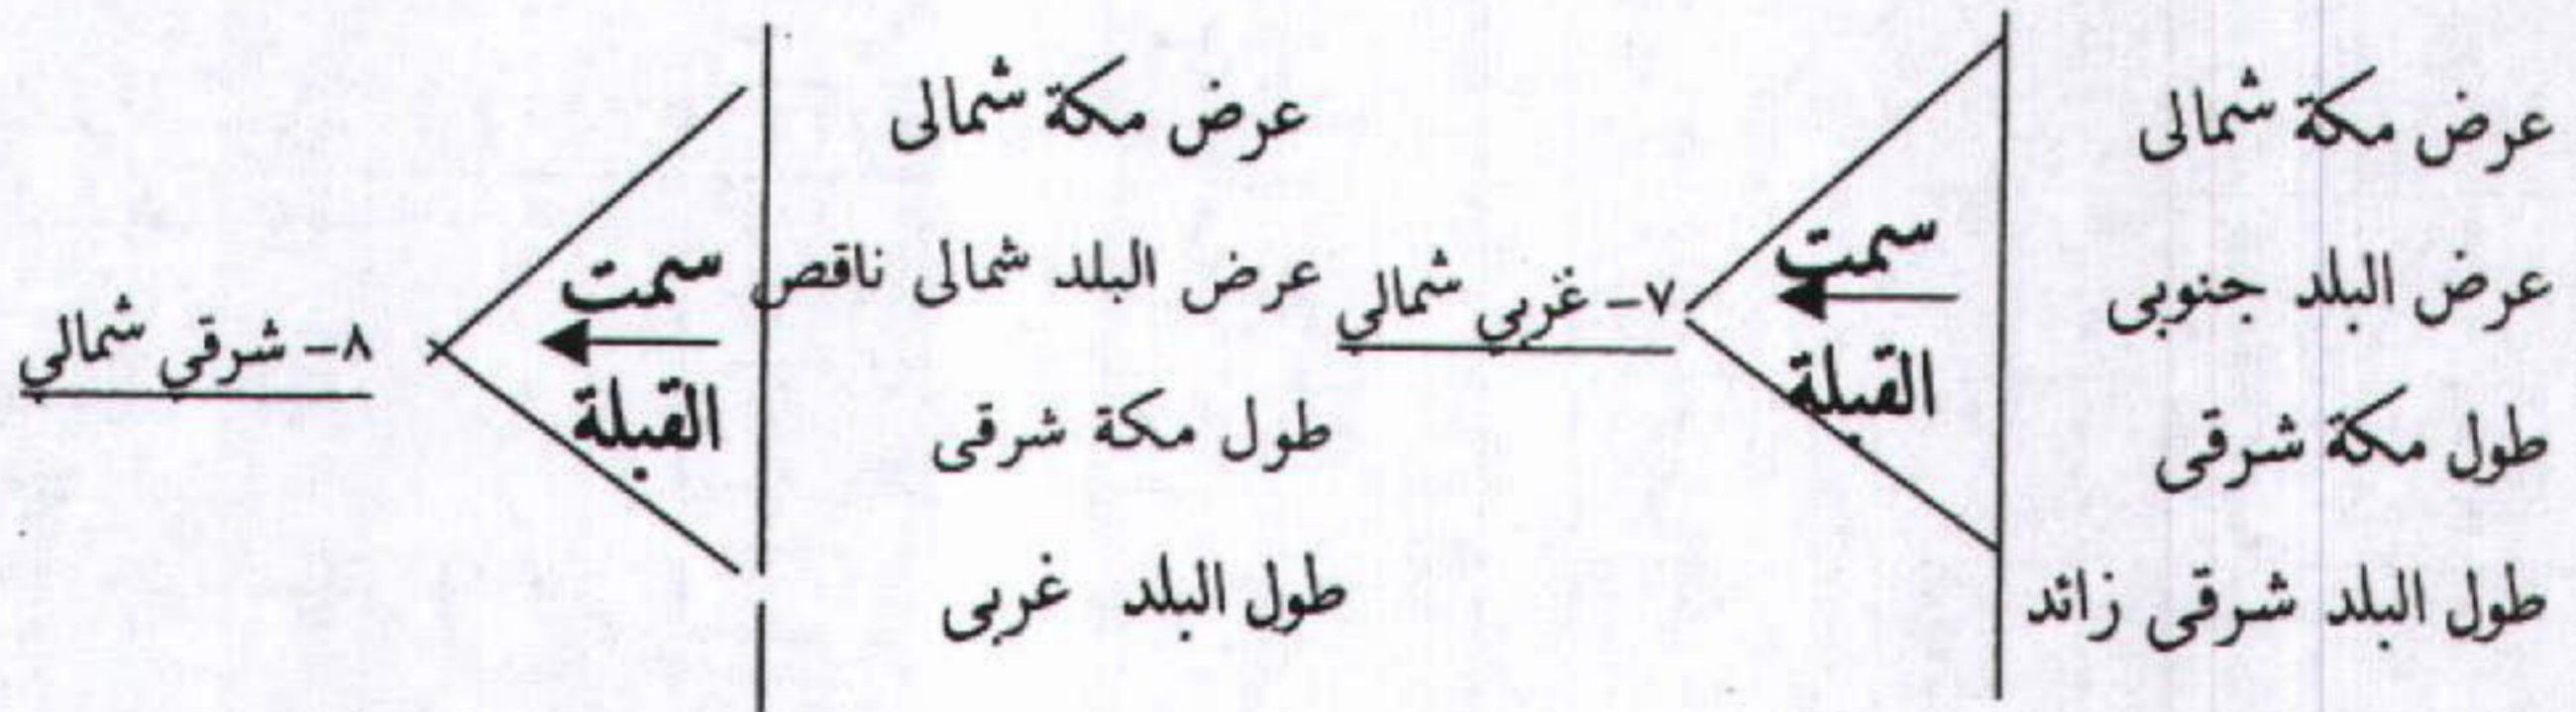 عرض مكة شمالى
عرض البلد جنوبى
طول مكة شرقى
طول البلد شرقى زائد
سمت
القبلة
٧- غربي شمالي
عرض مكة شمالى
عرض البلد شمالى ناقص
طول مكة شرقى
طول البلد غربى
سمت
القبلة
٨- شرقي شمالي